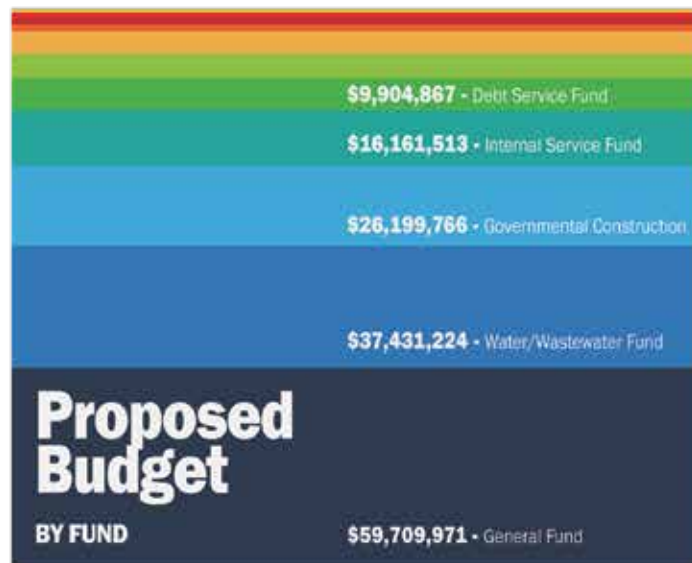 $9,904,867 - Debt Service Fund
$16,161,513 - Internal Service Fund
$26,199,766 - Governmental Construction
$37,431,224 - Water/Wastewater Fund
Proposed
Budget
BY FUND
$59,709,971 - General Fund